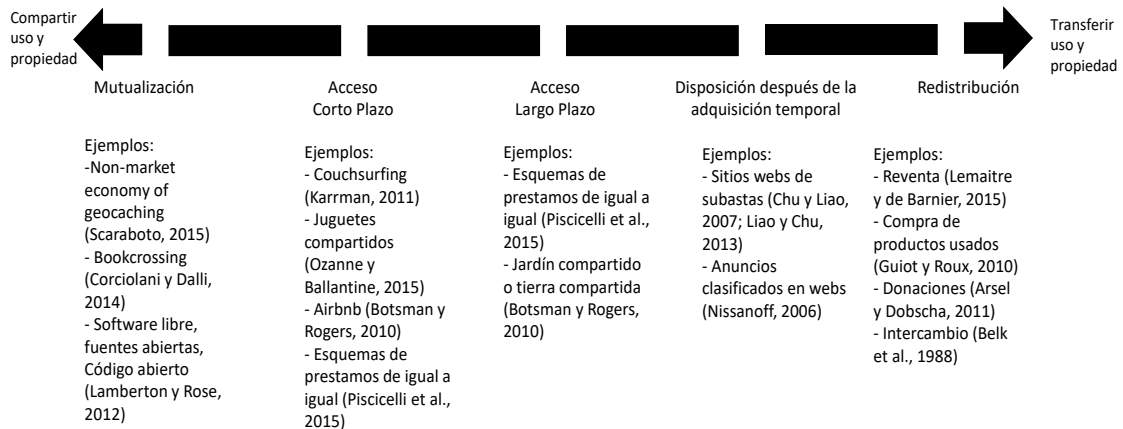 Compartir
uso y
propiedad
Transferir
uso y
propiedad
Mutualización
Acceso
Corto Plazo
Acceso
Largo Plazo
Disposición después de la
adquisición temporal
Redistribución
Ejemplos:
-Non-market
economy of
geocaching
(Scaraboto, 2015)
- Bookcrossing
(Corciolani y Dalli,
2014)
- Software libre,
fuentes abiertas,
Código abierto
(Lamberton y Rose,
2012)
Ejemplos:
- Couchsurfing
(Karrman, 2011)
- Juguetes
compartidos
(Ozanne y
Ballantine, 2015)
- Airbnb (Botsman y
Rogers, 2010)
- Esquemas de
prestamos de igual a
igual (Piscicelli et al.,
2015)
Ejemplos:
- Esquemas de
prestamos de igual a
igual (Piscicelli et al.,
2015)
- Jardín compartido
o tierra compartida
(Botsman y Rogers,
2010)
Ejemplos:
- Sitios webs de
subastas (Chu y Liao,
2007; Liao y Chu,
2013)
- Anuncios
clasificados en webs
(Nissanoff, 2006)
Ejemplos:
- Reventa (Lemaitre
y de Barnier, 2015)
- Compra de
productos usados
(Guiot y Roux, 2010)
- Donaciones (Arsel
y Dobscha, 2011)
- Intercambio (Belk
et al., 1988)